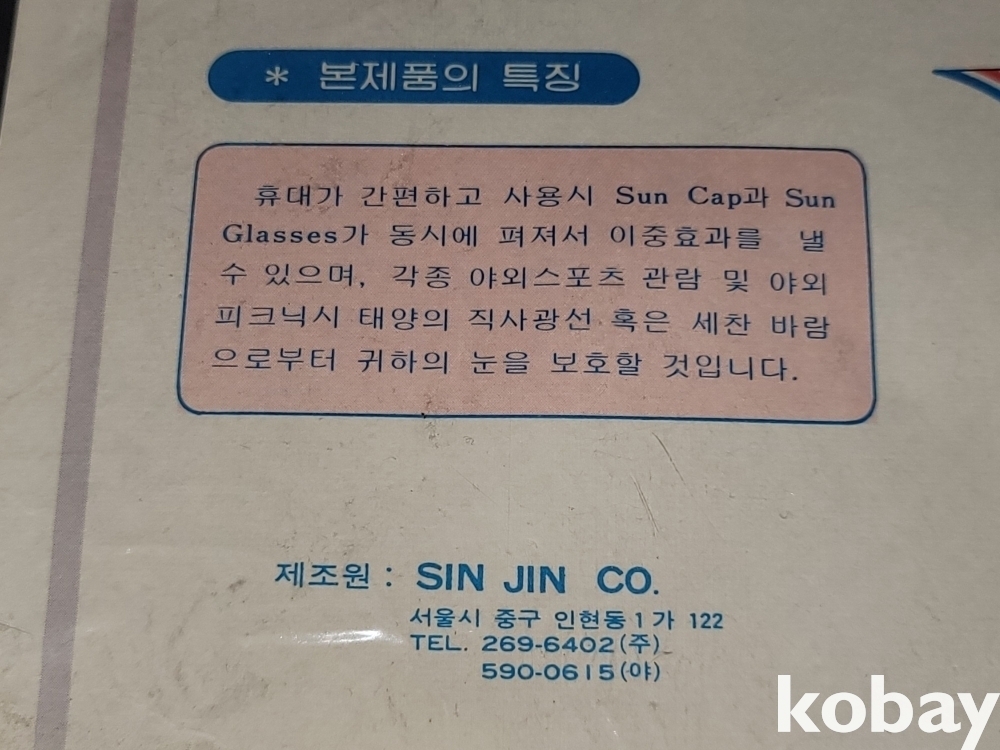 * 본제품의 특징
휴대가 간편하고 사용시 Sun Cap과 Sun
Glasses가 동시에 펴져서 이중효과를 낼
수 있으며, 각종 야외스포츠 관람 및 야외
피크닉시 태양의 직사광선 혹은 세찬 바람
으로부터 귀하의 눈을 보호할 것입니다.
제조원 : SIN JIN CO.
서울시 중구 인현동1가 122
TEL. 269-6402(주)
590-0615(야)
kobay